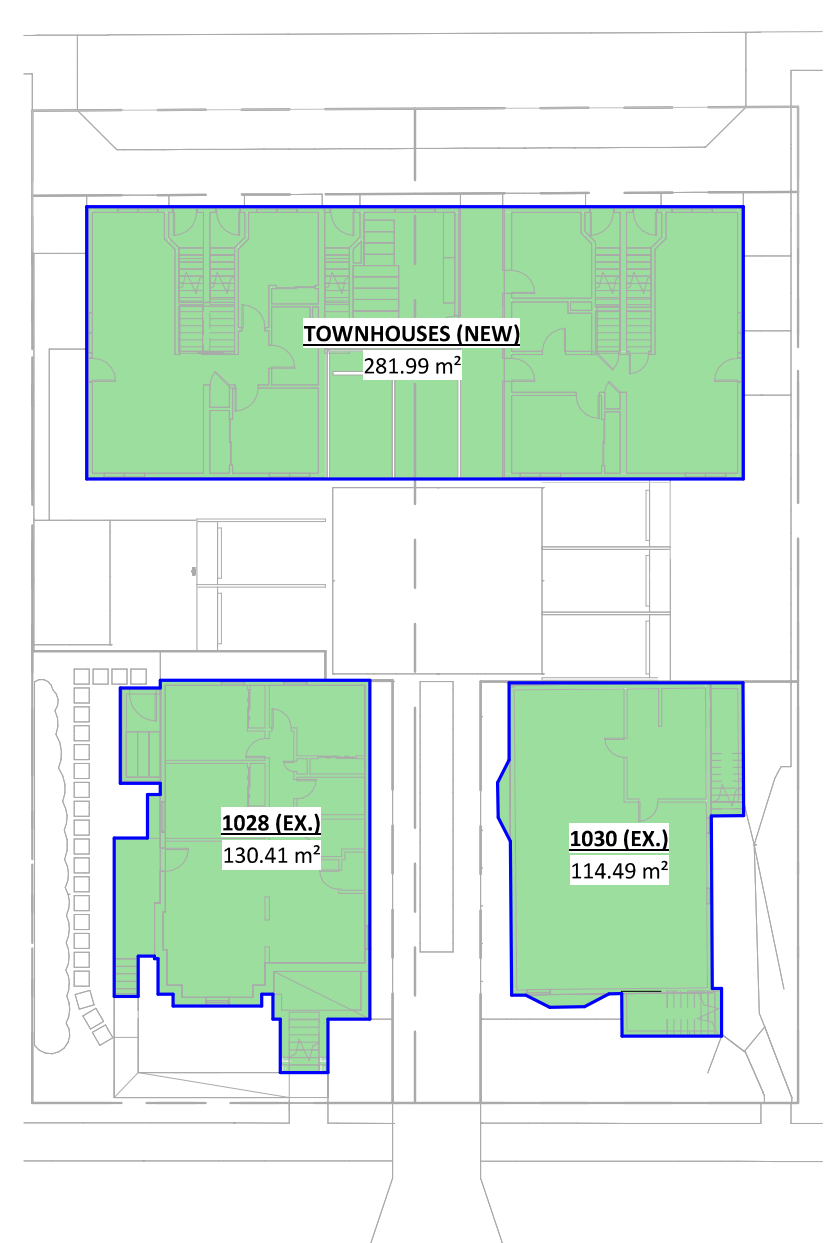 TOWNHOUSES (NEW)
281.99 m²
1028 (EX.)
130.41 m²
1030 (EX.)
114.49 m²